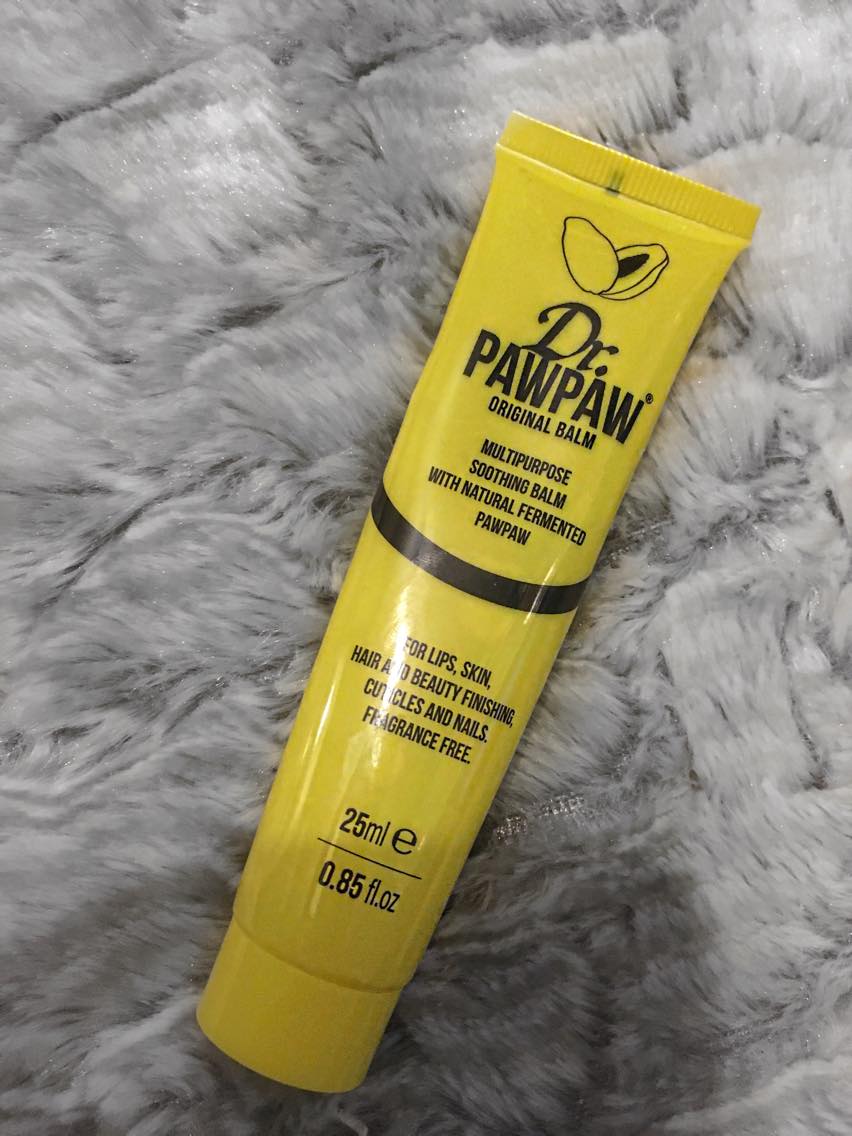 Dr.
PAWPAW®
ORIGINAL BALM
MULTIPURPOSE
SOOTHING BALM
WITH NATURAL FERMENTED
PAWPAW
FOR LIPS, SKIN,
HAIR AND BEAUTY FINISHING,
CUTICLES AND NAILS.
FRAGRANCE FREE.
25ml ℮
0.85 fl.oz